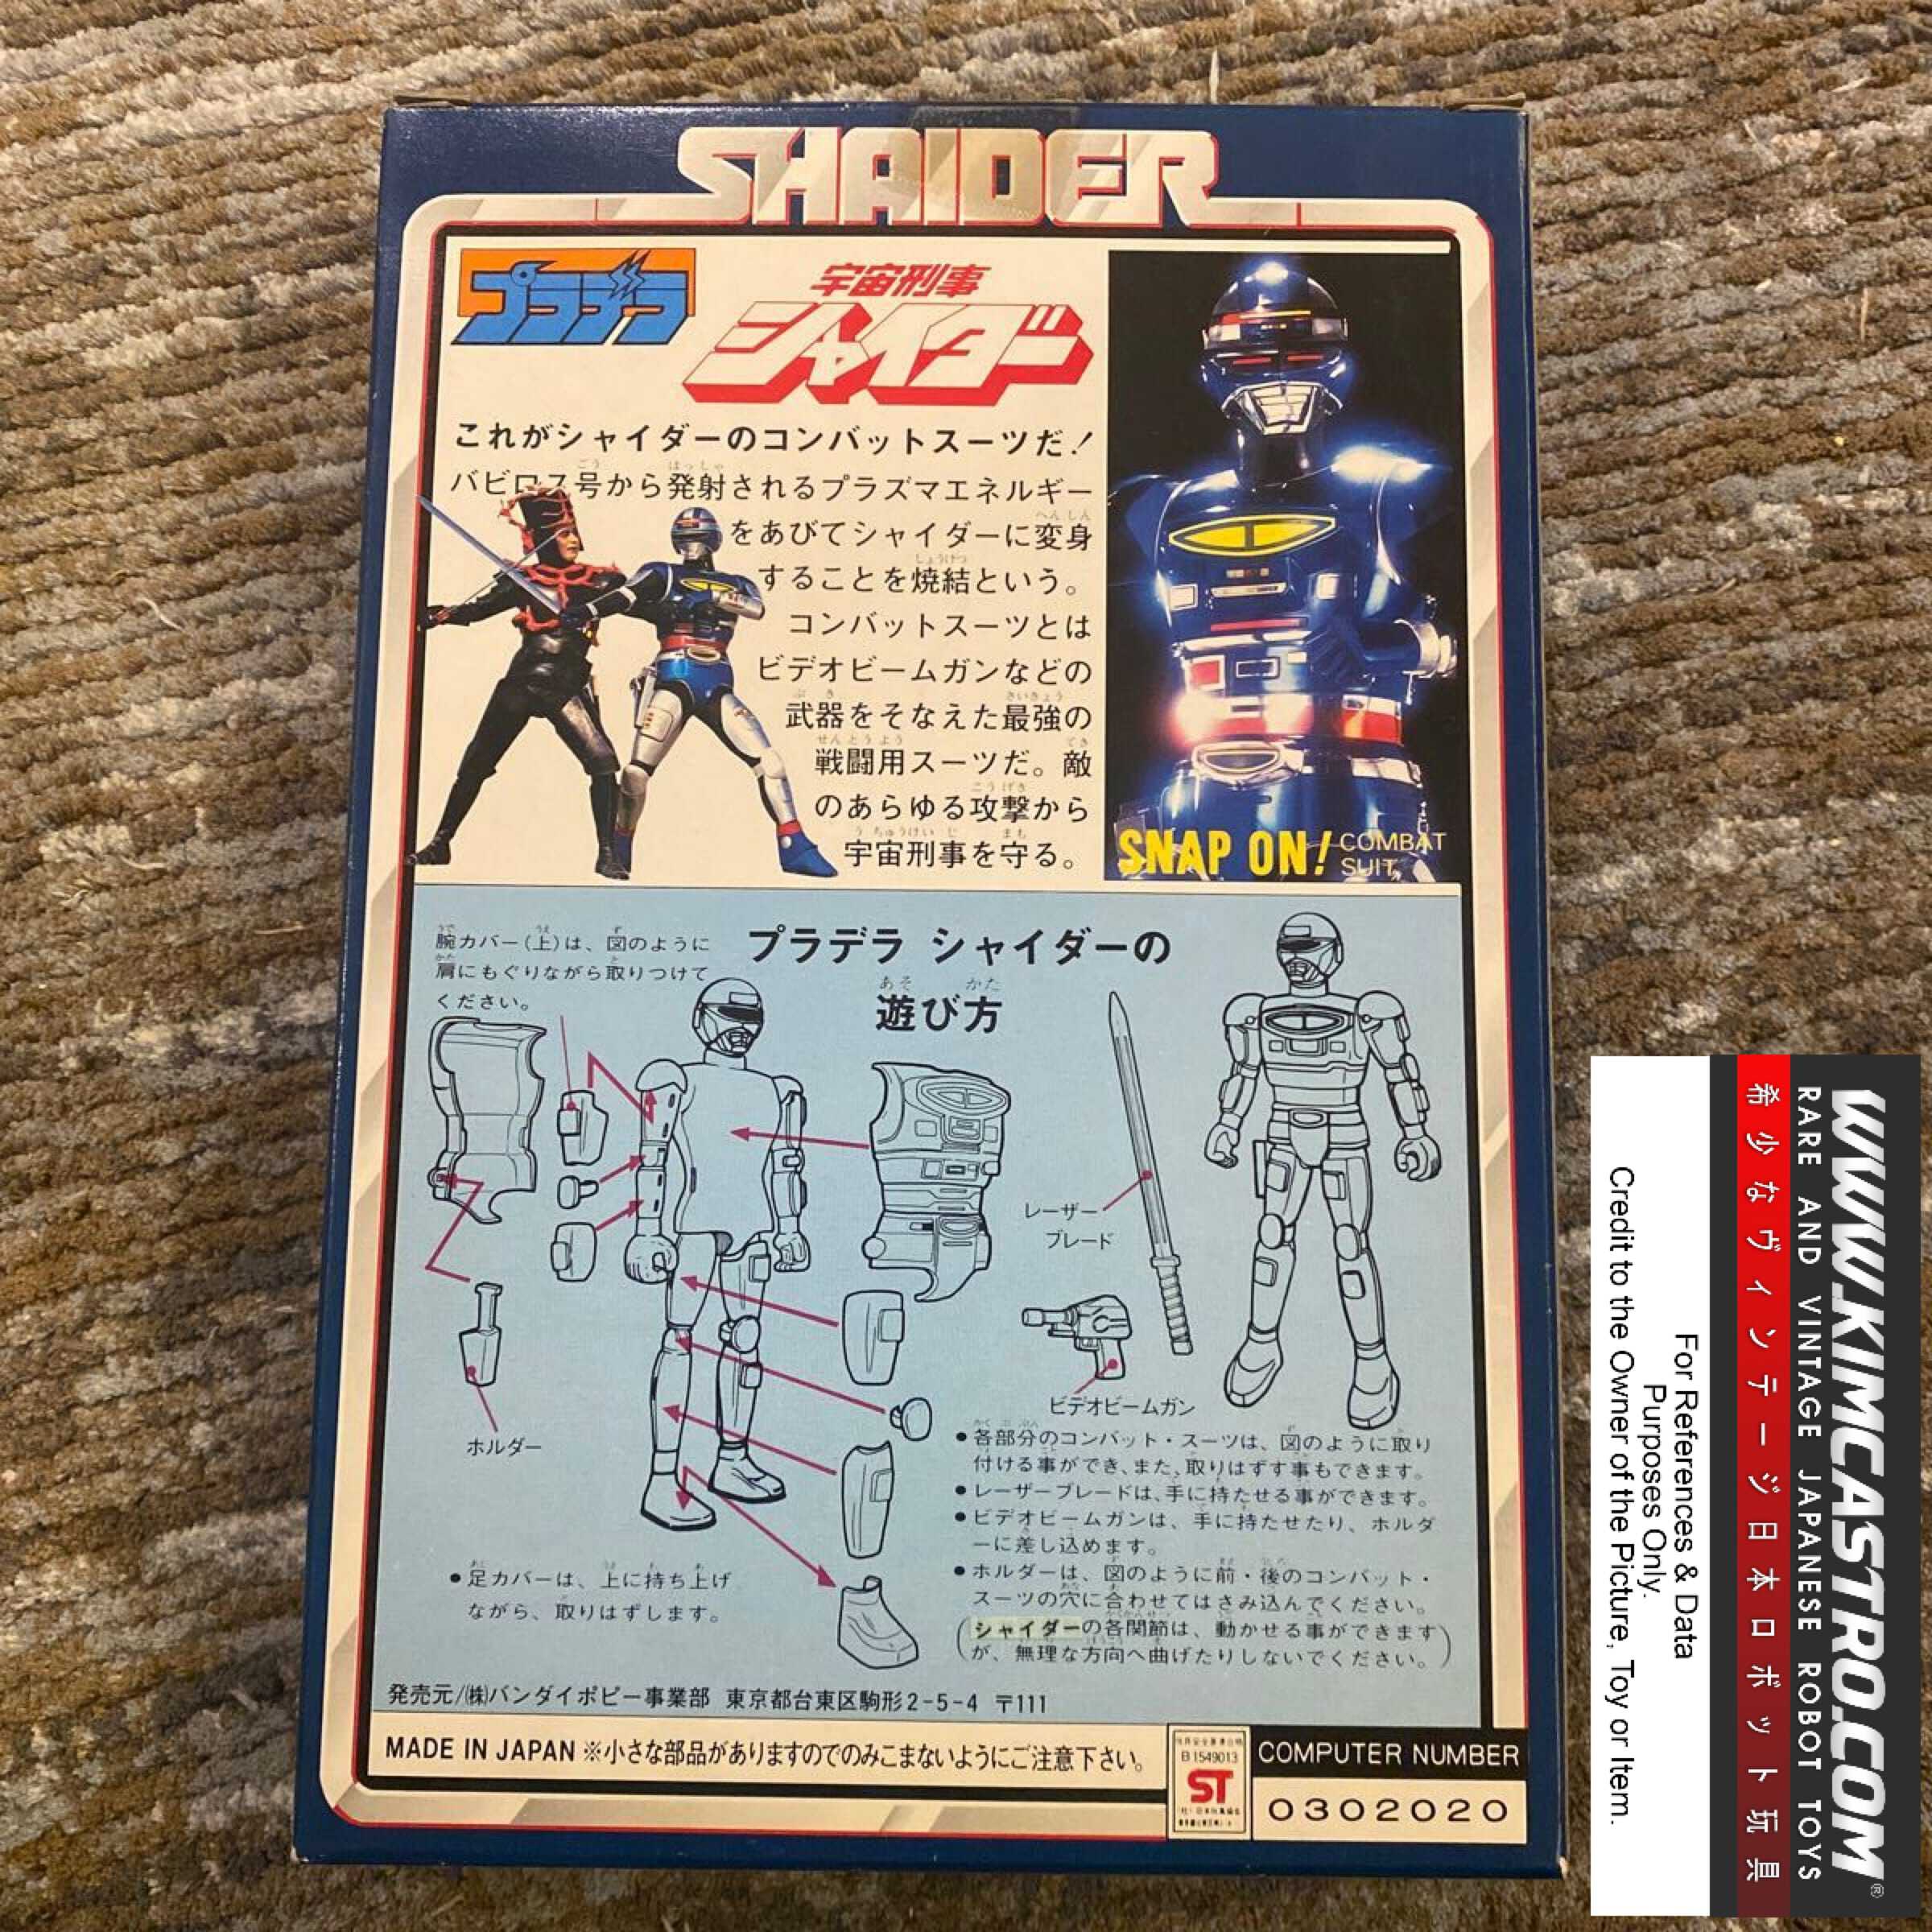 SHAIDER
プラデラ
宇宙刑事
シャイダー
これがシャイダーのコンバットスーツだ!
バビロス号から発射されるプラズマエネルギー
をあびてシャイダーに変身
することを焼結という。
コンバットスーツとは
ビデオビームガンなどの
武器をそなえた最強の
戦闘用スーツだ。敵
のあらゆる攻撃から
宇宙刑事を守る。
SNAP ON! COMBAT
SUIT
プラデラ シャイダーの
遊び方
腕カバー(上)は、図のように
肩にもぐりながら取りつけて
ください。
ホルダー
レーザー
ブレード
ビデオビームガン
●足カバーは、上に持ち上げ
ながら、取りはずします。
●各部分のコンバット・スーツは、図のように取り
付ける事ができ、また、取りはずす事もできます。
●レーザーブレードは、手に持たせる事ができます。
●ビデオビームガンは、手に持たせたり、ホルダ
ーに差し込めます。
●ホルダーは、図のように前・後のコンバット・
スーツの穴に合わせてはさみ込んでください。
(シャイダーの各関節は、動かせる事ができます
が、無理な方向へ曲げたりしないでください。)
発売元/㈱バンダイポピー事業部 東京都台東区駒形2-5-4 〒111
MADE IN JAPAN ※小さな部品がありますのでのみこまないようにご注意下さい。
B1549013
ST
COMPUTER NUMBER
0302020
WWW.KIMCASTRO.COM®
RARE AND VINTAGE JAPANESE ROBOT TOYS
希少なヴィンテージ日本ロボット玩具
For References & Data
Purposes Only.
Credit to the Owner of the Picture, Toy or Item.